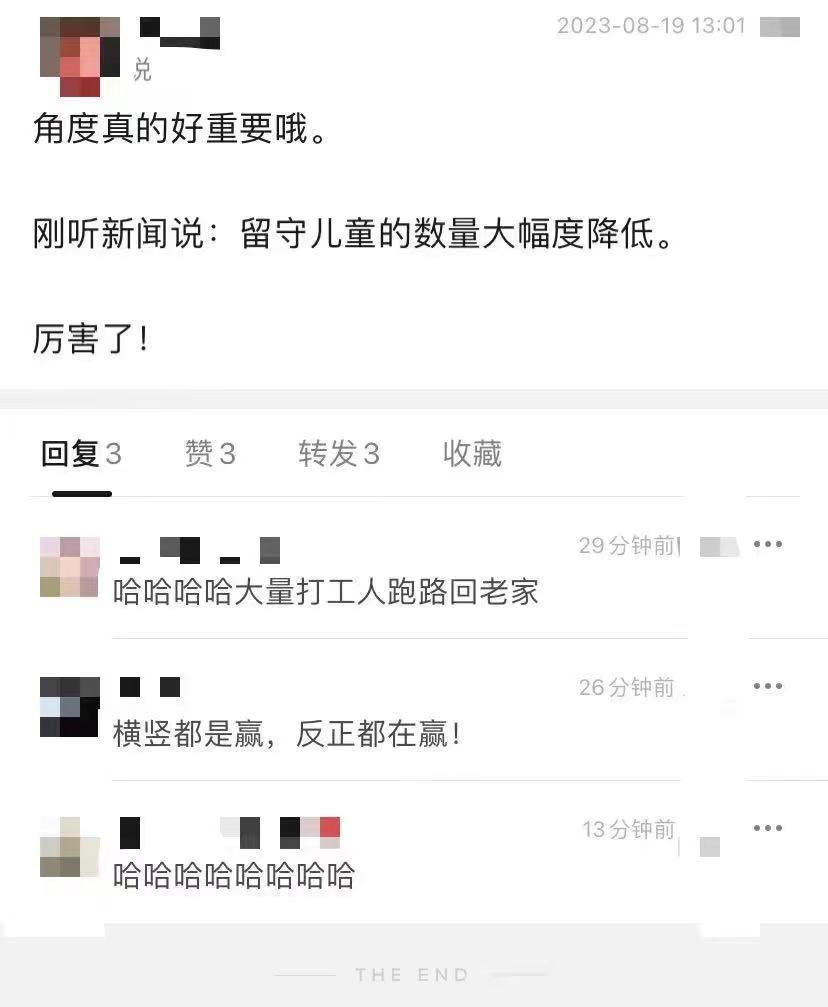 2023-08-19 13:01
兑
角度真的好重要哦。
刚听新闻说：留守儿童的数量大幅度降低。
厉害了！
回复3 赞3 转发3 收藏
29分钟前
哈哈哈哈大量打工人跑路回老家
26分钟前
横竖都是赢，反正都在赢！
13分钟前
哈哈哈哈哈哈哈哈
THE END